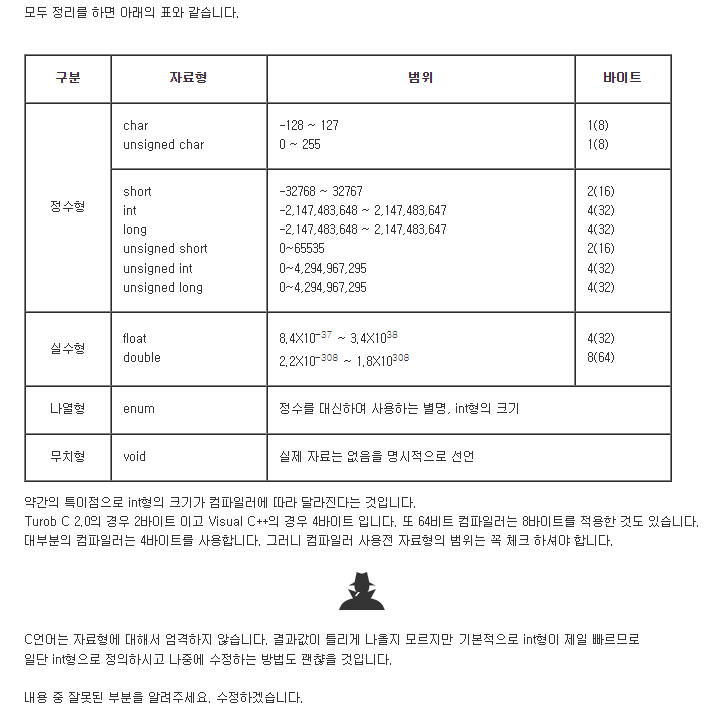 모두 정리를 하면 아래의 표와 같습니다.
구분 자료형 범위 바이트
정수형
char -128 ~ 127 1(8)
unsigned char 0 ~ 255 1(8)
short -32768 ~ 32767 2(16)
int -2,147,483,648 ~ 2,147,483,647 4(32)
long -2,147,483,648 ~ 2,147,483,647 4(32)
unsigned short 0~65535 2(16)
unsigned int 0~4,294,967,295 4(32)
unsigned long 0~4,294,967,295 4(32)
실수형
float 8.4X10⁻³⁷ ~ 3.4X10³⁸ 4(32)
double 2.2X10⁻³⁰⁸ ~ 1.8X10³⁰⁸ 8(64)
나열형 enum 정수를 대신하여 사용하는 별명, int형의 크기
무치형 void 실제 자료는 없음을 명시적으로 선언
약간의 특이점으로 int형의 크기가 컴파일러에 따라 달라진다는 것입니다.
Turob C 2.0의 경우 2바이트 이고 Visual C++의 경우 4바이트 입니다. 또 64비트 컴파일러는 8바이트를 적용한 것도 있습니다.
대부분의 컴파일러는 4바이트를 사용합니다. 그러니 컴파일러 사용전 자료형의 범위는 꼭 체크 하셔야 합니다.
C언어는 자료형에 대해서 엄격하지 않습니다. 결과값이 틀리게 나올지 모르지만 기본적으로 int형이 제일 빠르므로
일단 int형으로 정의하시고 나중에 수정하는 방법도 괜찮을 것입니다.
내용 중 잘못된 부분을 알려주세요. 수정하겠습니다.